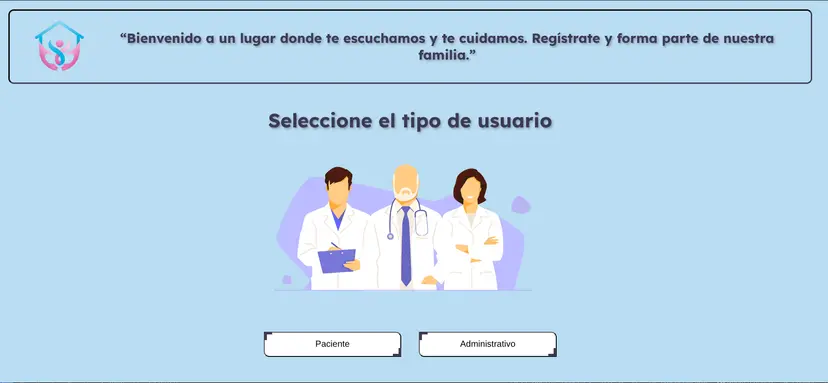 “Bienvenido a un lugar donde te escuchamos y te cuidamos. Regístrate y forma parte de nuestra
familia.”
Seleccione el tipo de usuario
Paciente
Administrativo